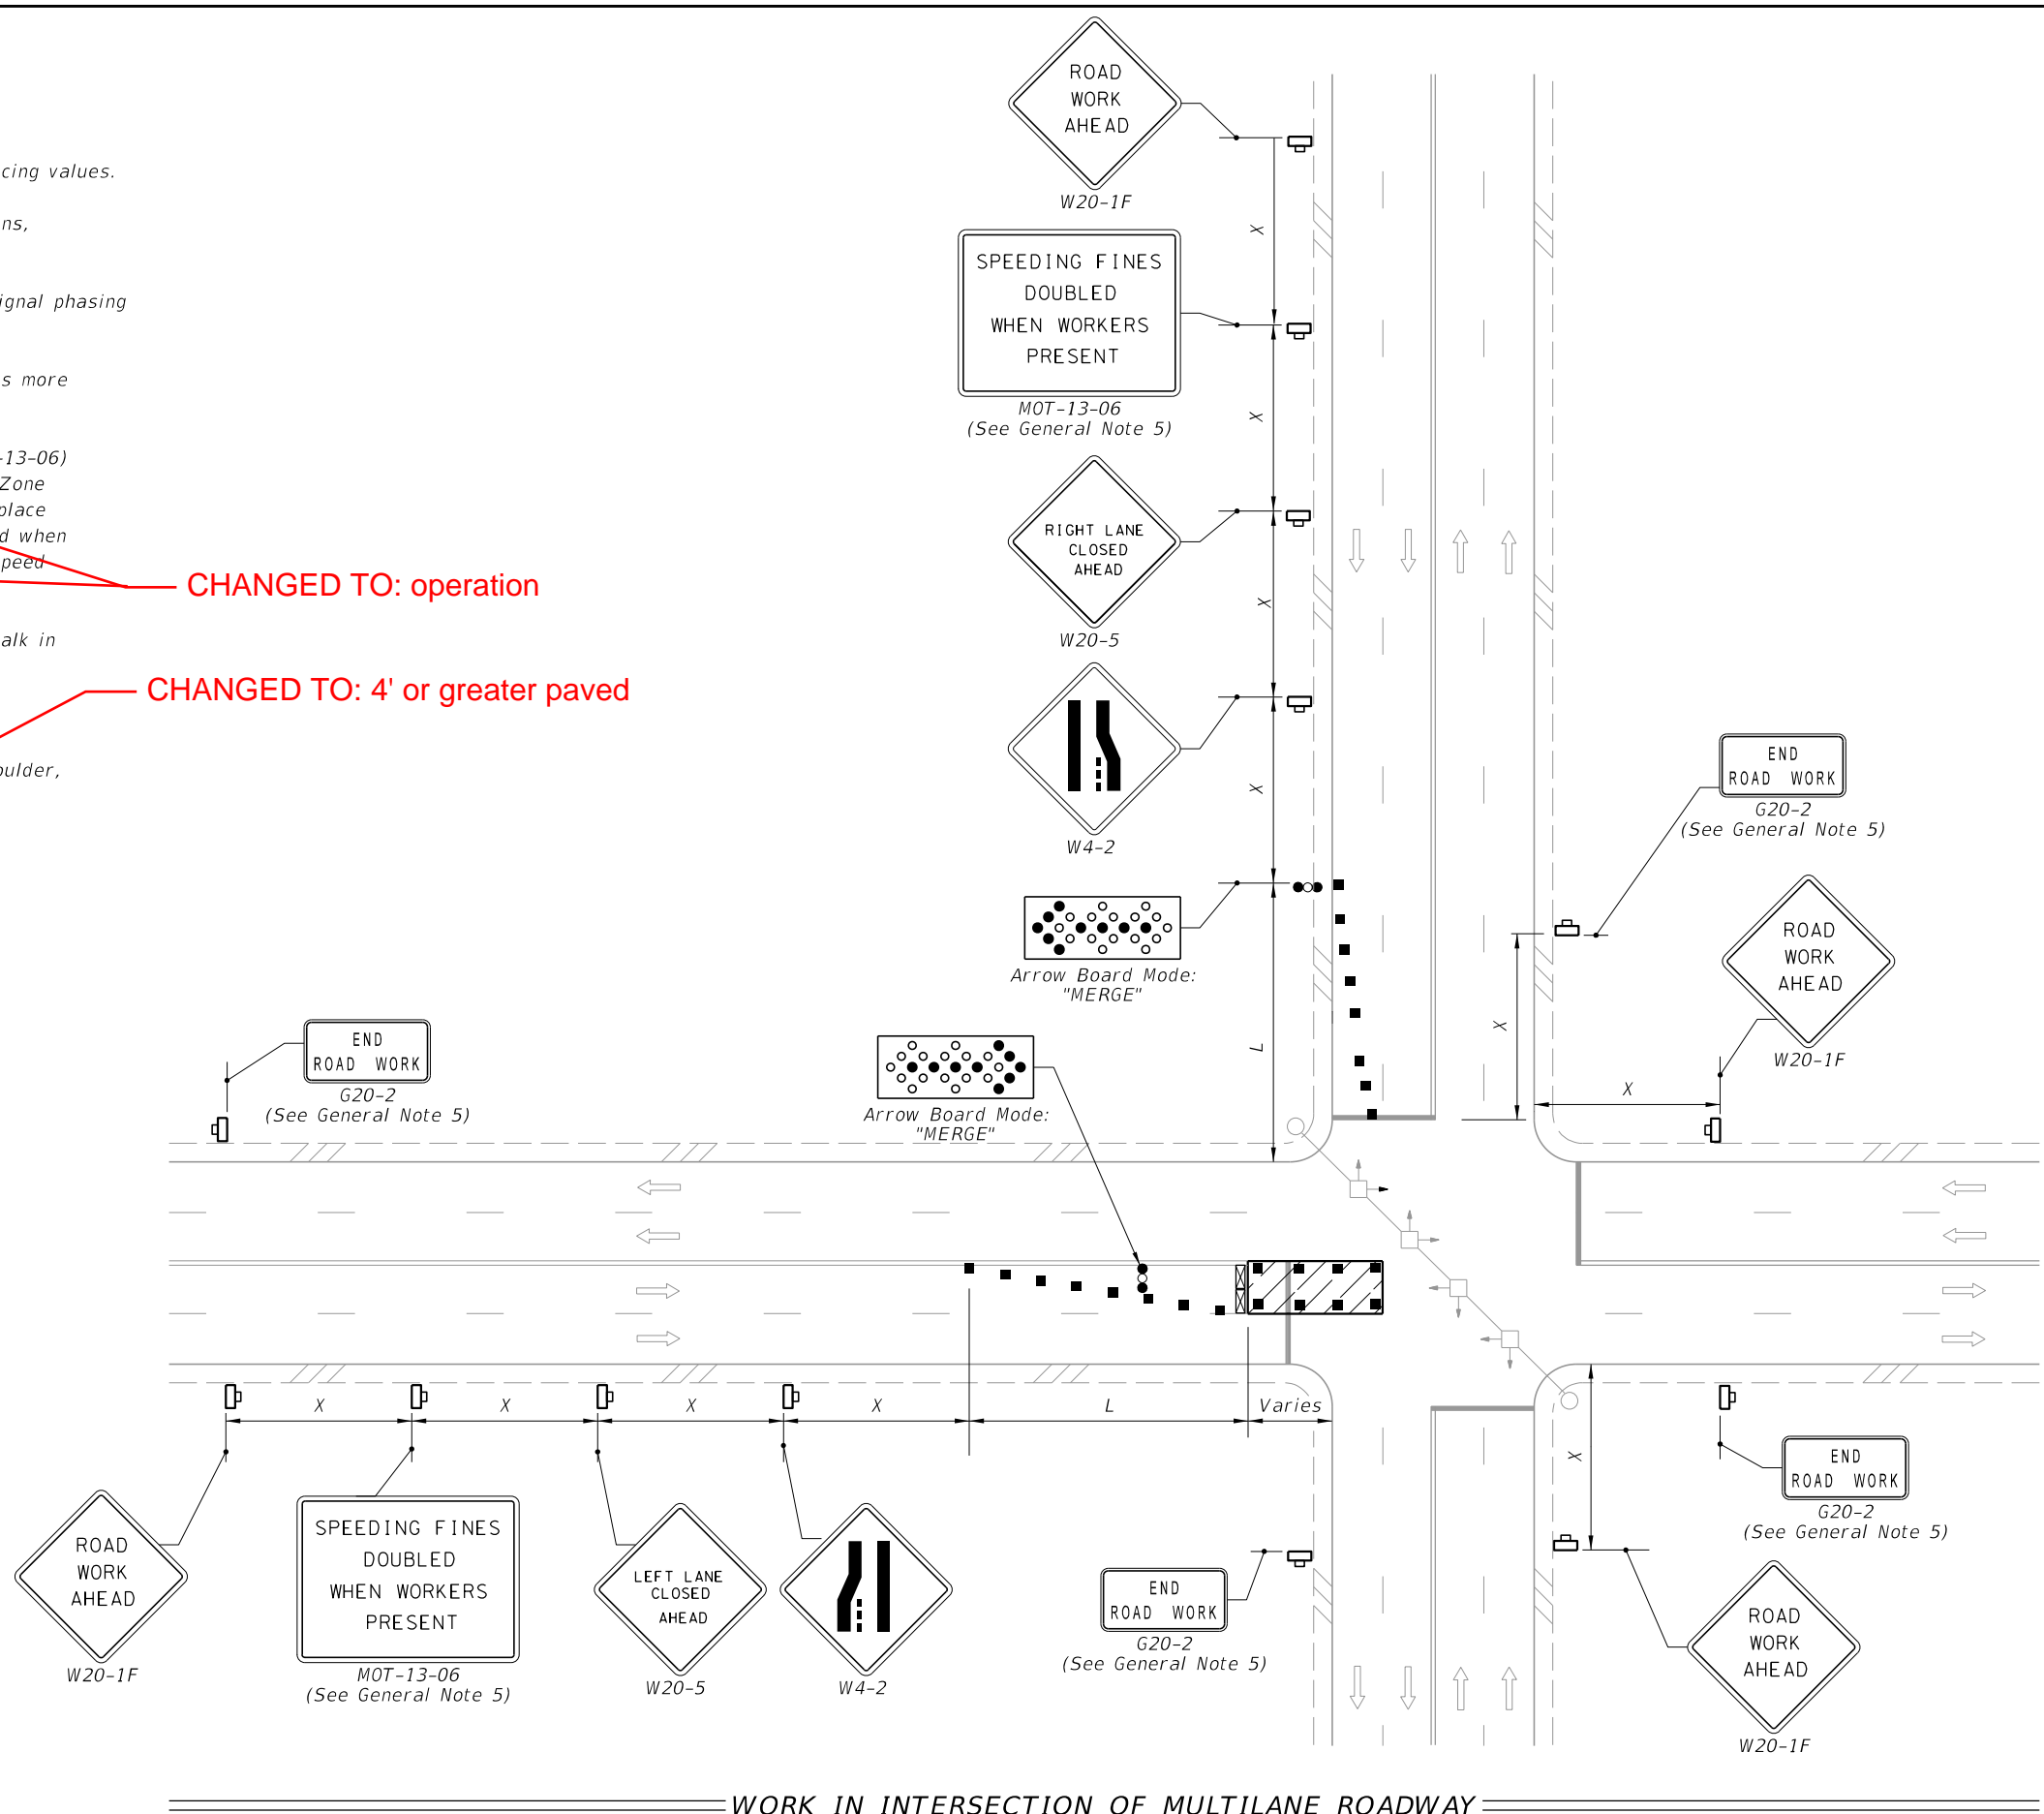 cing values.
ns,
ignal phasing
s more
-13-06)
Zone
place
d when
peed
CHANGED TO: operation
alk in
CHANGED TO: 4' or greater paved
oulder,
ROAD
WORK
AHEAD
W20-1F
X
SPEEDING FINES
DOUBLED
WHEN WORKERS
PRESENT
MOT-13-06
(See General Note 5)
X
RIGHT LANE
CLOSED
AHEAD
W20-5
X
W4-2
X
Arrow Board Mode:
"MERGE"
L
END
ROAD WORK
G20-2
(See General Note 5)
X
ROAD
WORK
AHEAD
W20-1F
X
END
ROAD WORK
G20-2
(See General Note 5)
Arrow Board Mode:
"MERGE"
X
X
X
X
L
Varies
ROAD
WORK
AHEAD
W20-1F
SPEEDING FINES
DOUBLED
WHEN WORKERS
PRESENT
MOT-13-06
(See General Note 5)
LEFT LANE
CLOSED
AHEAD
W20-5
W4-2
END
ROAD WORK
G20-2
(See General Note 5)
X
END
ROAD WORK
G20-2
(See General Note 5)
ROAD
WORK
AHEAD
W20-1F
WORK IN INTERSECTION OF MULTILANE ROADWAY